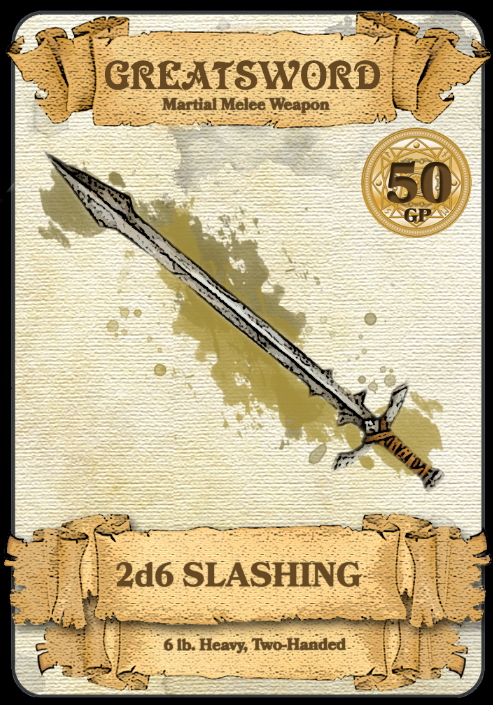 GREATSWORD
Martial Melee Weapon
50
GP
2d6 SLASHING
6 lb. Heavy, Two-Handed